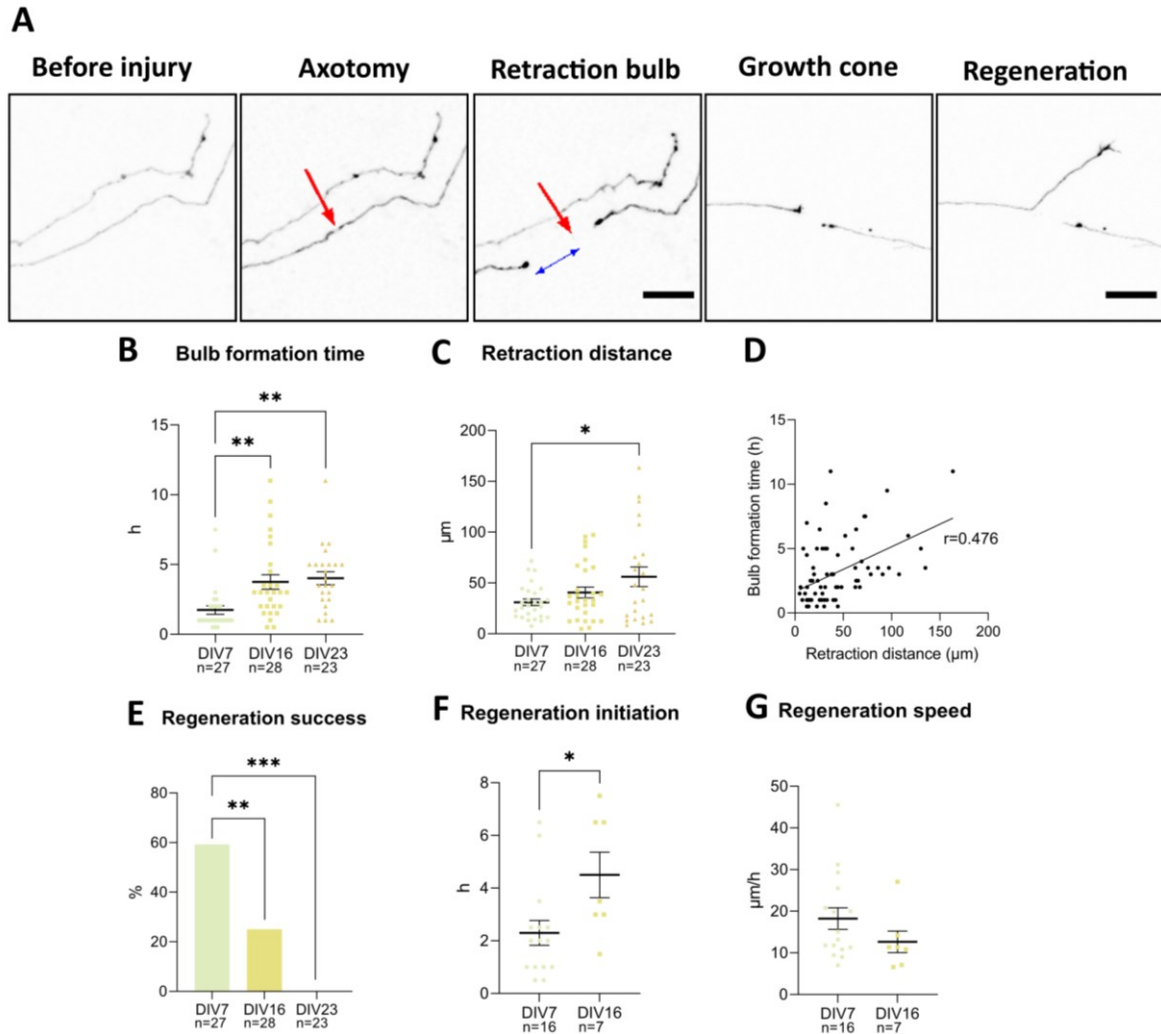 A
Before injury
Axotomy
Retraction bulb
Growth cone
Regeneration
B Bulb formation time
**
**
15
10
5
0
h
DIV7
n=27
DIV16
n=28
DIV23
n=23
C Retraction distance
*
200
150
100
50
0
µm
DIV7
n=27
DIV16
n=28
DIV23
n=23
D
15
10
5
0
Bulb formation time (h)
r=0.476
0 50 100 150 200
Retraction distance (µm)
E Regeneration success
***
**
80
60
40
20
0
%
DIV7
n=27
DIV16
n=28
DIV23
n=23
F Regeneration initiation
*
8
6
4
2
0
h
DIV7
n=16
DIV16
n=7
G Regeneration speed
50
40
30
20
10
0
µm/h
DIV7
n=16
DIV16
n=7